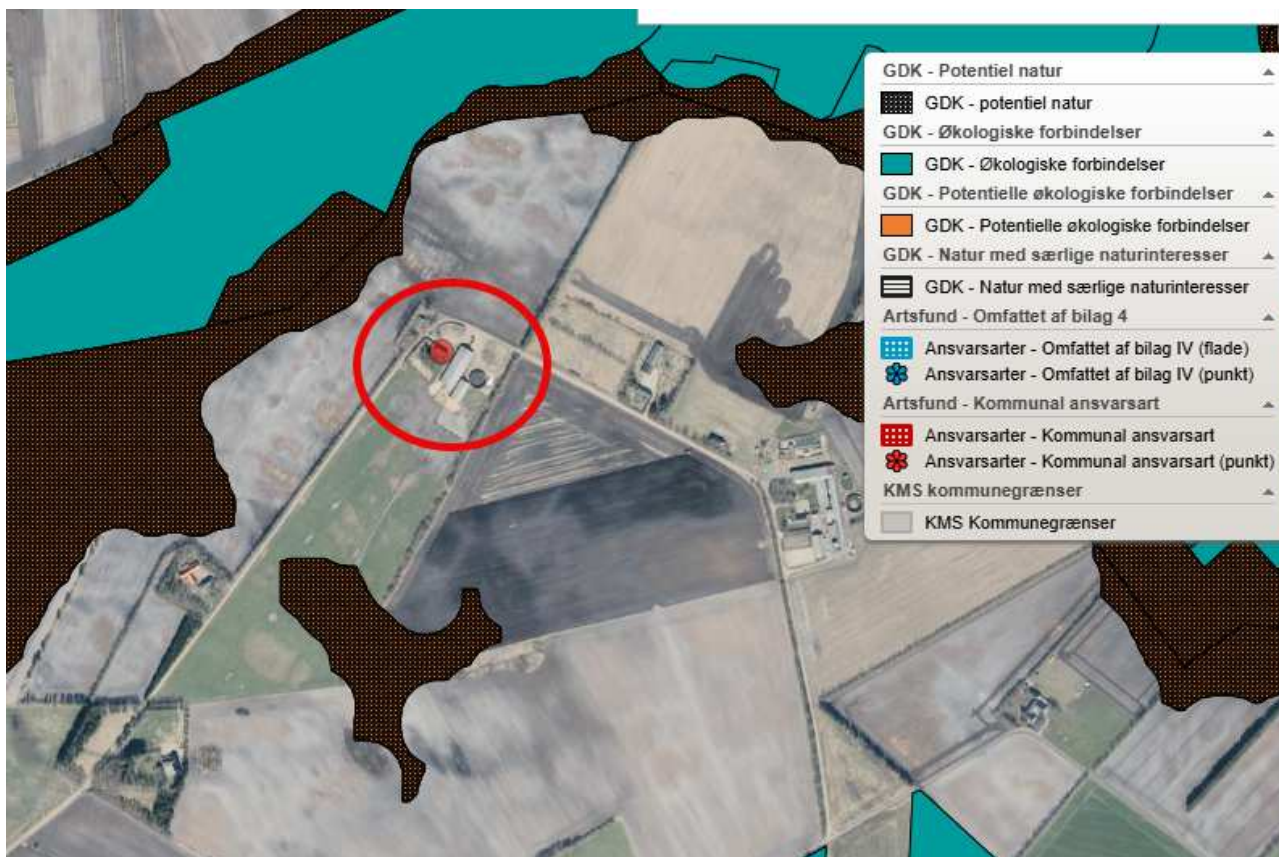 GDK - Potentiel natur
GDK - potentiel natur
GDK - Økologiske forbindelser
GDK - Økologiske forbindelser
GDK - Potentielle økologiske forbindelser
GDK - Potentielle økologiske forbindelser
GDK - Natur med særlige naturinteresser
GDK - Natur med særlige naturinteresser
Artsfund - Omfattet af bilag 4
Ansvarsarter - Omfattet af bilag IV (flade)
Ansvarsarter - Omfattet af bilag IV (punkt)
Artsfund - Kommunal ansvarsart
Ansvarsarter - Kommunal ansvarsart
Ansvarsarter - Kommunal ansvarsart (punkt)
KMS kommunegrænser
KMS Kommunegrænser